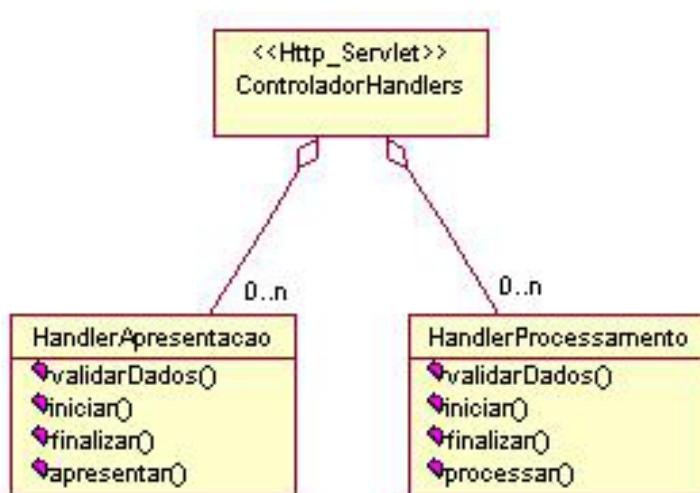 <<Http_Servlet>>
ControladorHandlers
0..n
0..n
HandlerApresentacao
validarDados()
iniciar()
finalizar()
apresentar()
HandlerProcessamento
validarDados()
iniciar()
finalizar()
processar()